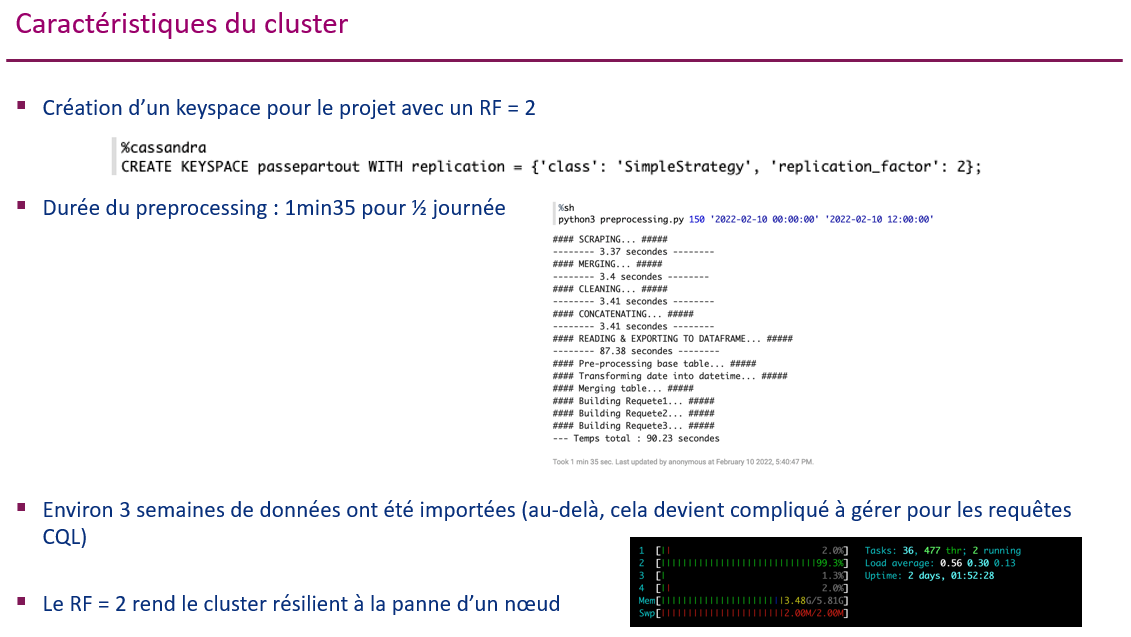 Caractéristiques du cluster
Création d’un keyspace pour le projet avec un RF = 2
%cassandra
CREATE KEYSPACE passepartout WITH replication = {'class': 'SimpleStrategy', 'replication_factor': 2};
Durée du preprocessing : 1min35 pour ½ journée
%sh
python3 preprocessing.py 150 '2022-02-10 00:00:00' '2022-02-10 12:00:00'
#### SCRAPING... #####
-------- 3.37 secondes --------
#### MERGING... #####
-------- 3.4 secondes --------
#### CLEANING... #####
-------- 3.41 secondes --------
#### CONCATENATING... #####
-------- 3.41 secondes --------
#### READING & EXPORTING TO DATAFRAME... #####
-------- 87.38 secondes --------
#### Pre-processing base table... #####
#### Transforming date into datetime... #####
#### Merging table... #####
#### Building Requete1... #####
#### Building Requete2... #####
#### Building Requete3... #####
--- Temps total : 90.23 secondes
Took 1 min 35 sec. Last updated by anonymous at February 10 2022, 5:40:47 PM.
Environ 3 semaines de données ont été importées (au-delà, cela devient compliqué à gérer pour les requêtes
CQL)
1 [|| 2.0%] Tasks: 36, 477 thr; 2 running
2 [||||||||||||||||||||||||||||||99.3%] Load average: 0.56 0.30 0.13
3 [| 1.3%] Uptime: 2 days, 01:52:28
4 [|| 2.0%]
Mem[||||||||||||||||||||||||3.48G/5.81G]
Swp[||||||||||||||||||||||||2.00M/2.00M]
Le RF = 2 rend le cluster résilient à la panne d’un nœud